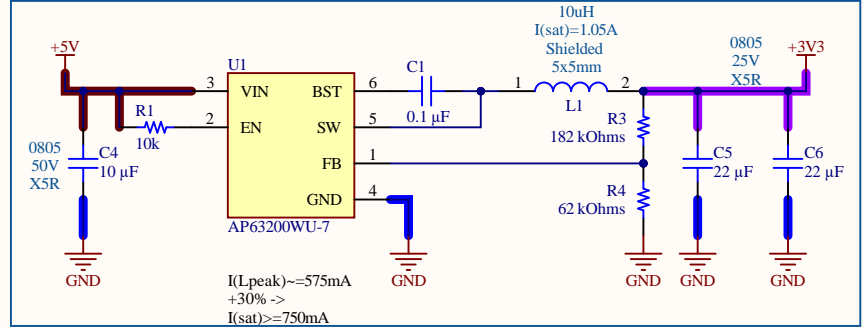 10uH
I(sat)=1.05A
Shielded
5x5mm
+5V
+3V3
0805
25V
X5R
U1
C1
3
VIN
BST
6
1
2
L1
R1
10k
2
EN
SW
5
0.1 µF
R3
182 kOhms
0805
50V
X5R
C4
10 µF
FB
1
C5
22 µF
C6
22 µF
GND
4
R4
62 kOhms
AP63200WU-7
GND
GND
GND
GND
GND
I(Lpeak)~=575mA
+30% ->
I(sat)>=750mA